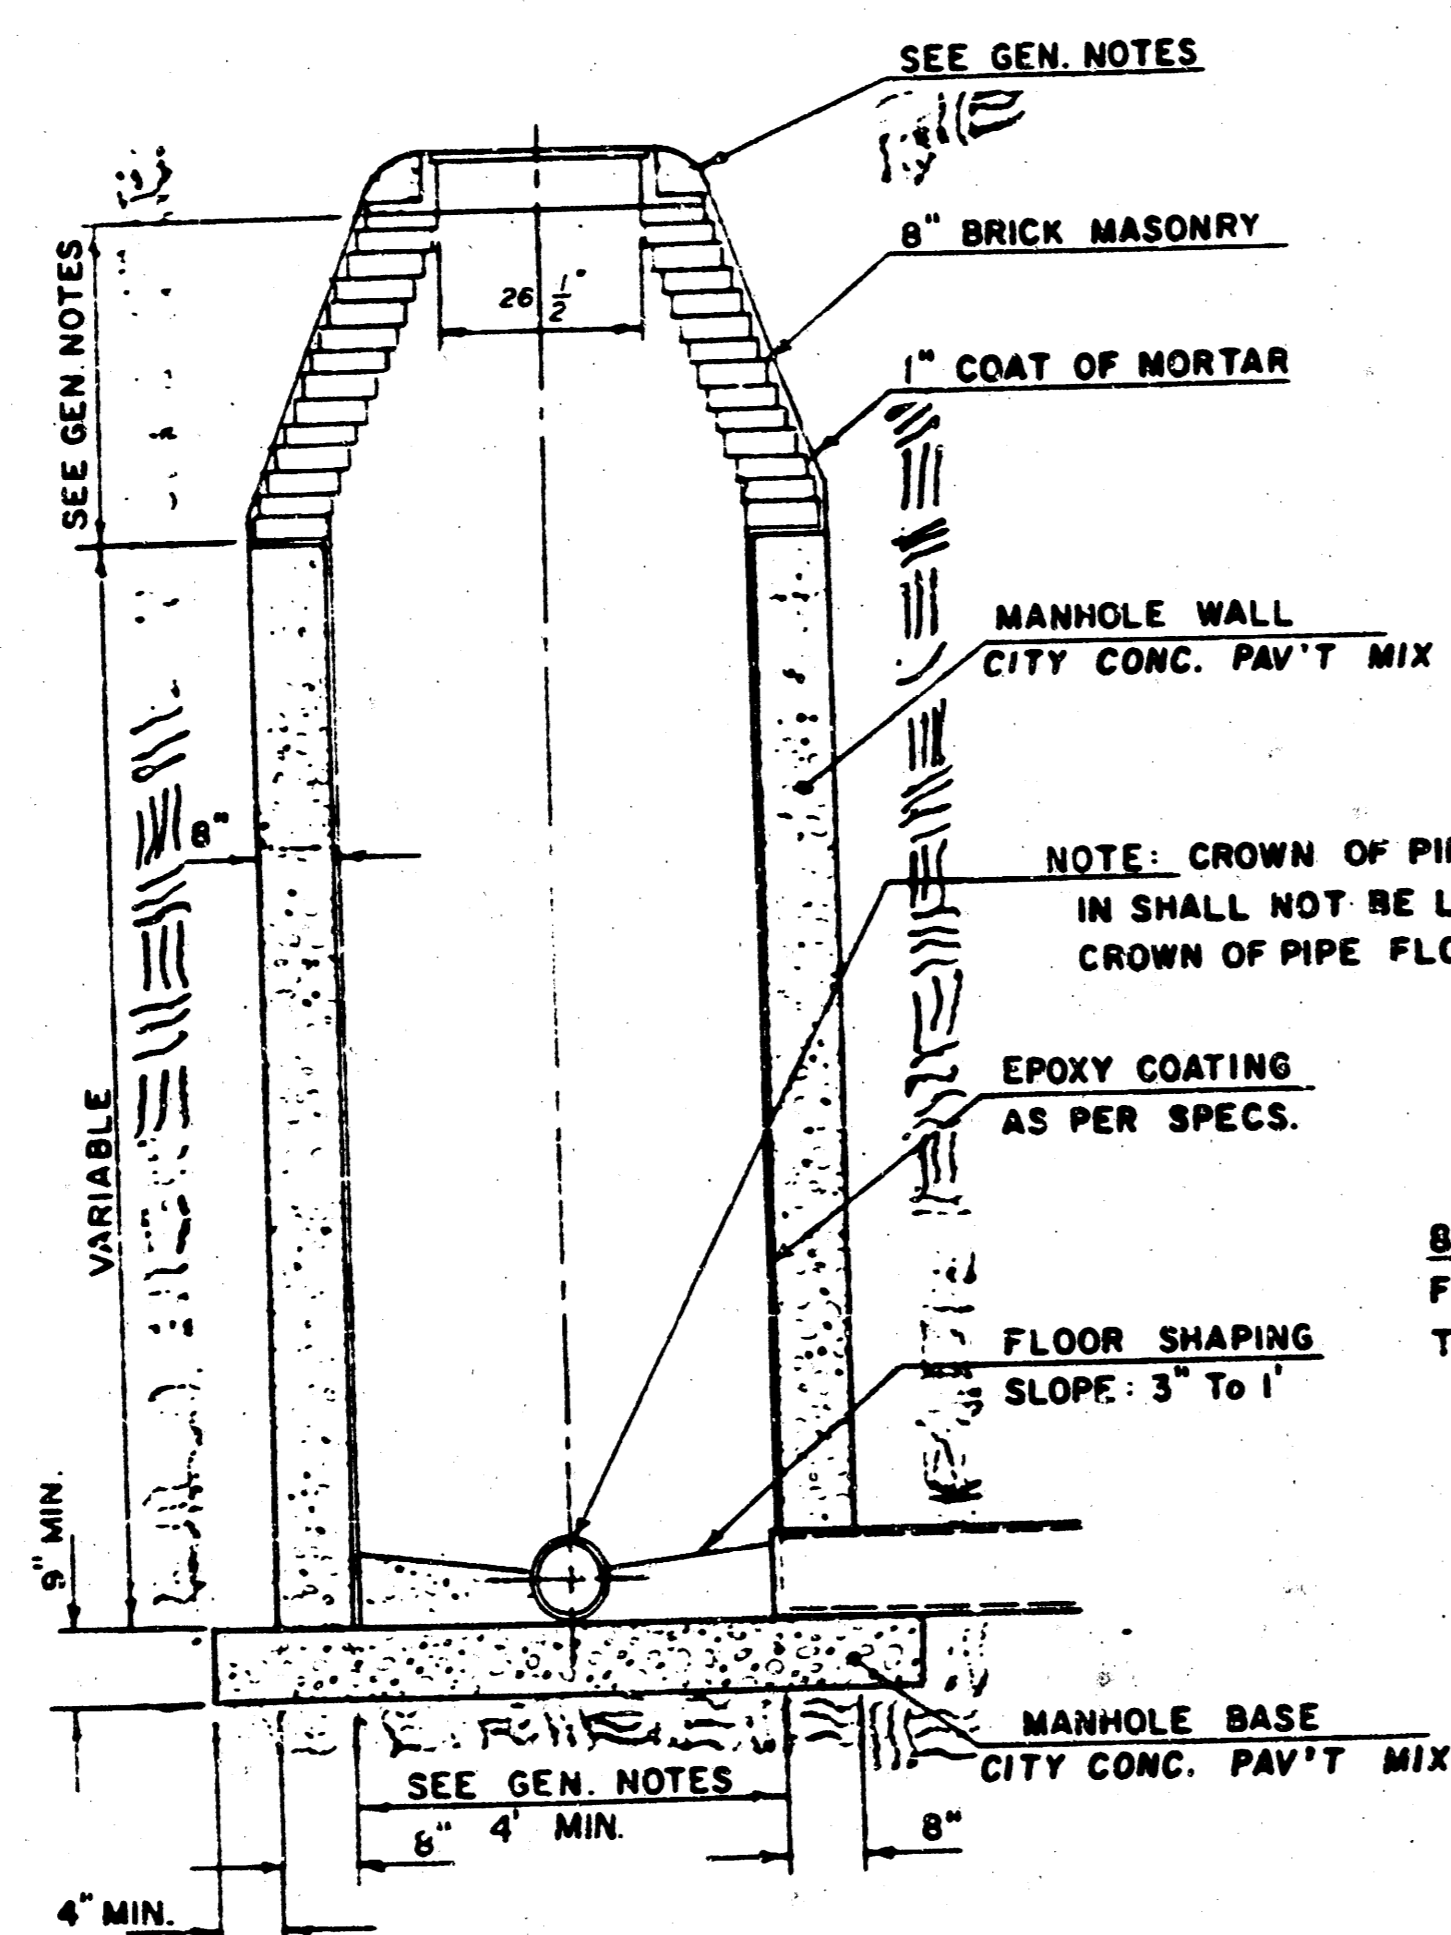 SEE GEN. NOTES
8" BRICK MASONRY
SEE GEN. NOTES
26 1/2"
1" COAT OF MORTAR
MANHOLE WALL
CITY CONC. PAV'T MIX
8"
NOTE: CROWN OF
IN SHALL NOT BE
CROWN OF PIPE
VARIABLE
EPOXY COATING
AS PER SPECS.
8
F
T
FLOOR SHAPING
SLOPE: 3" To 1'
9" MIN.
MANHOLE BASE
CITY CONC. PAV'T MIX
SEE GEN. NOTES
4' MIN.
8"
8"
4" MIN.